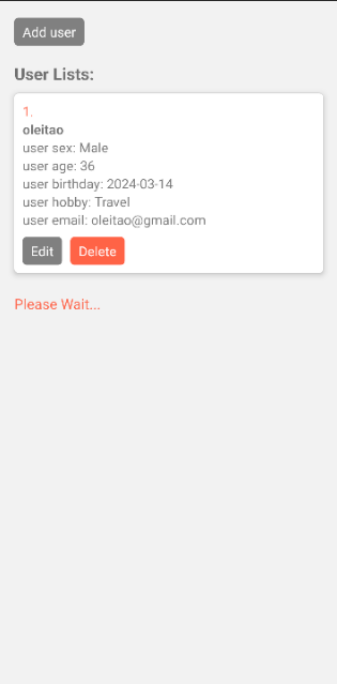 Add user
User Lists:
1.
oleitao
user sex: Male
user age: 36
user birthday: 2024-03-14
user hobby: Travel
user email: oleitao@gmail.com
Edit Delete
Please Wait...